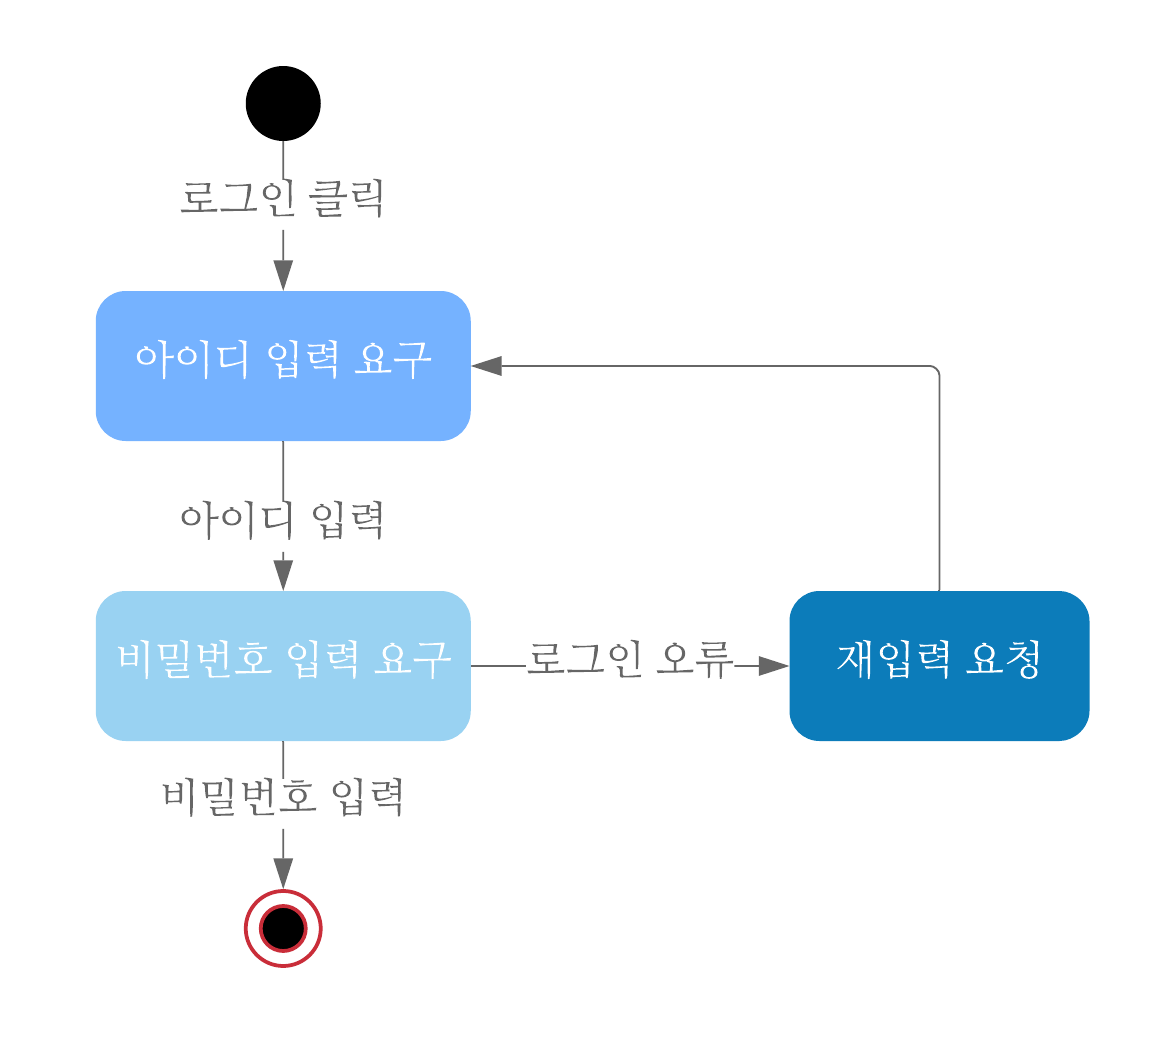 로그인 클릭
아이디 입력 요구
아이디 입력
비밀번호 입력 요구
로그인 오류
재입력 요청
비밀번호 입력